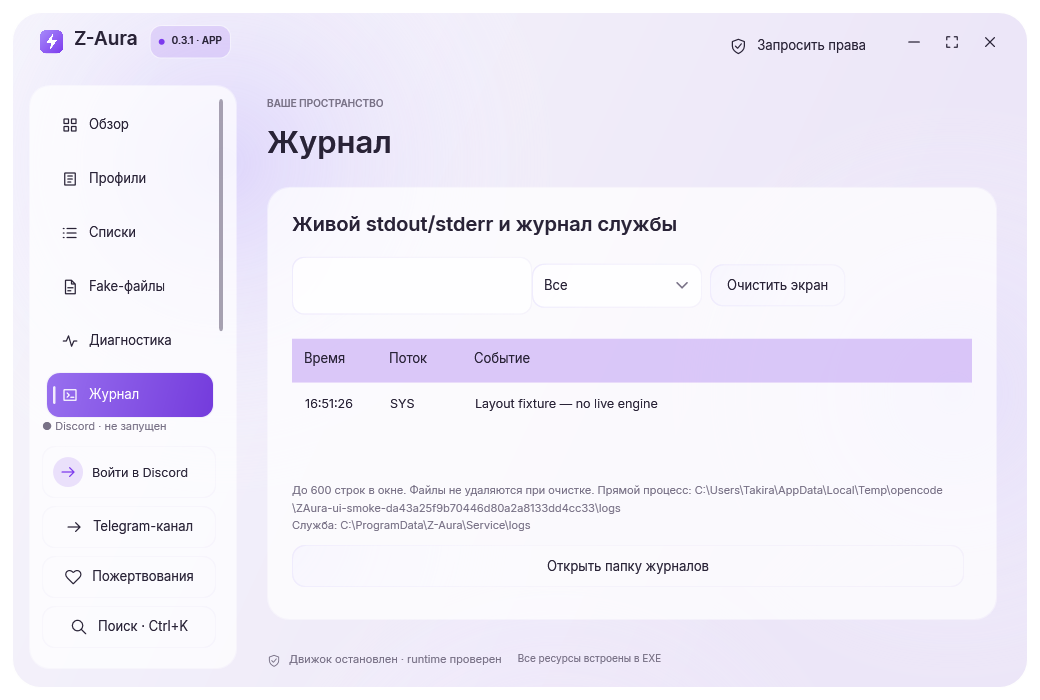 Z-Aura
0.3.1 · APP
Запросить права
Обзор
Профили
Списки
Fake-файлы
Диагностика
Журнал
Discord · не запущен
Войти в Discord
Telegram-канал
Пожертвования
Поиск · Ctrl+K
ВАШЕ ПРОСТРАНСТВО
Журнал
Живой stdout/stderr и журнал службы
Все
Очистить экран
Время Поток Событие
16:51:26 SYS Layout fixture — no live engine
До 600 строк в окне. Файлы не удаляются при очистке. Прямой процесс: C:\Users\Takira\AppData\Local\Temp\opencode
\ZAura-ui-smoke-da43a25f9b70446d80a2a8133dd4cc33\logs
Служба: C:\ProgramData\Z-Aura\Service\logs
Открыть папку журналов
Движок остановлен · runtime проверен Все ресурсы встроены в EXE